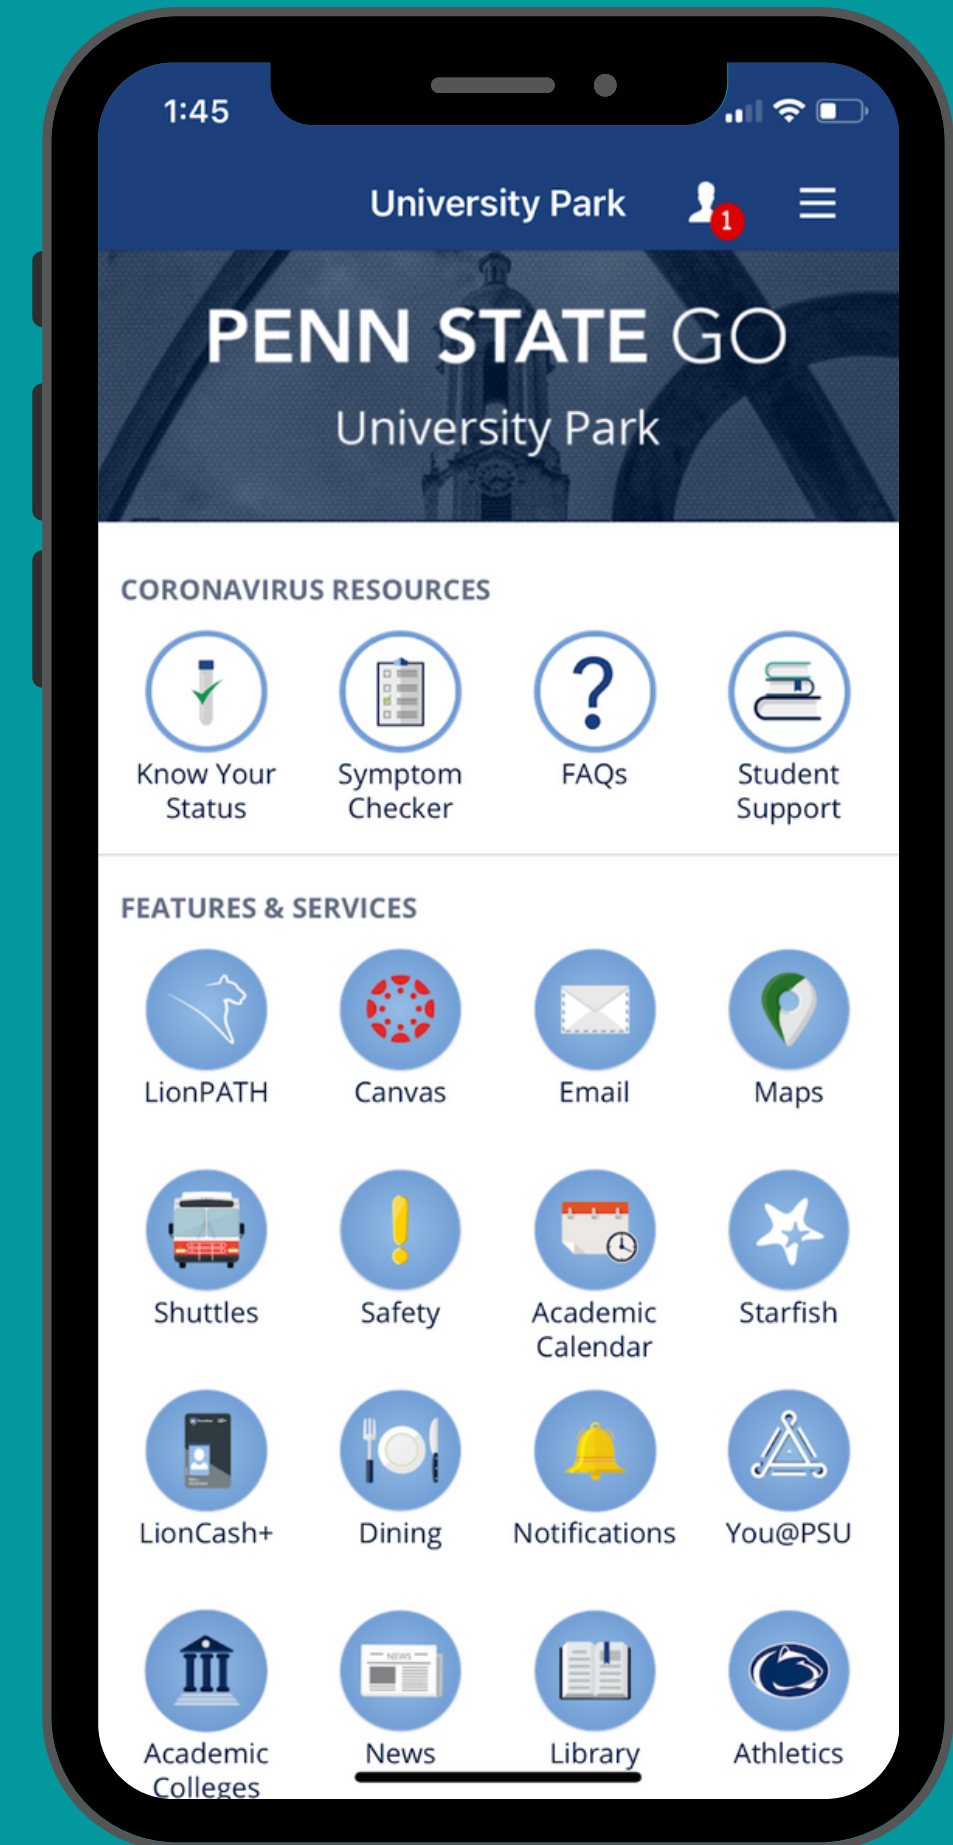 1:45
University Park
1
PENN STATE GO
University Park
CORONAVIRUS RESOURCES
Know Your
Status
Symptom
Checker
FAQs
Student
Support
FEATURES & SERVICES
LionPATH
Canvas
Email
Maps
Shuttles
Safety
Academic
Calendar
Starfish
LionCash+
Dining
Notifications
You@PSU
NEWS
Academic
Colleges
News
Library
Athletics